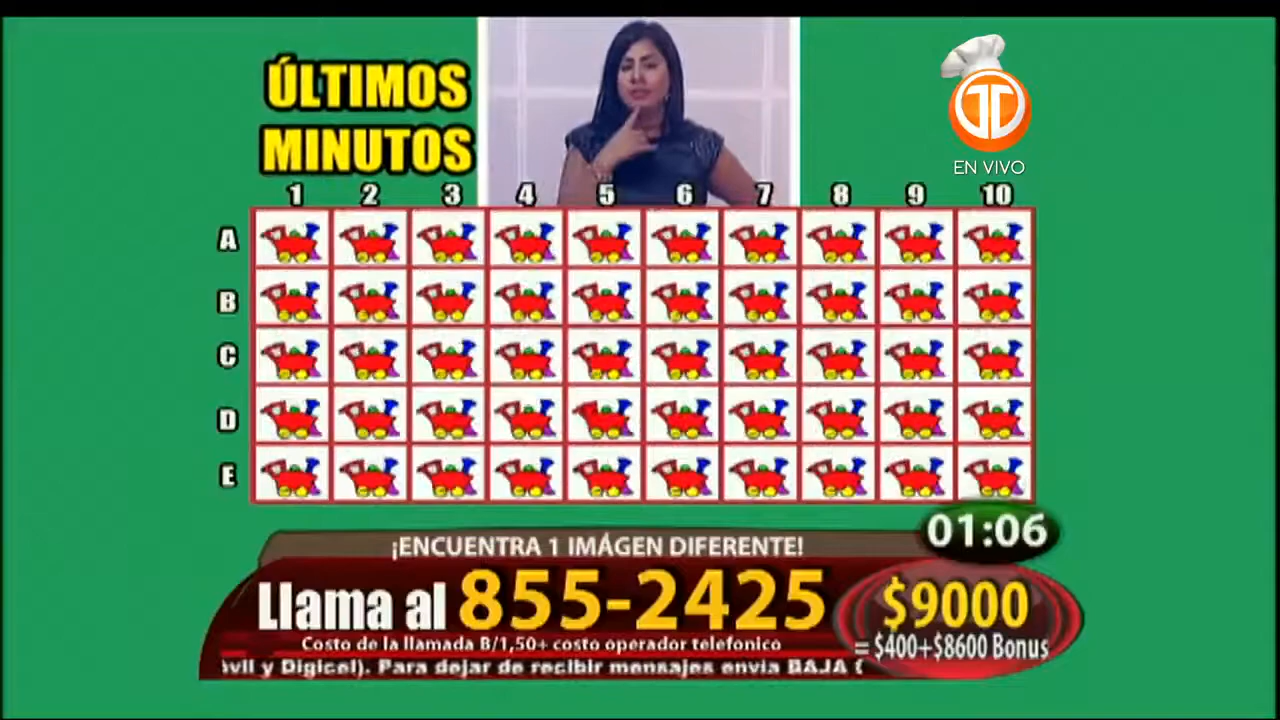 ÚLTIMOS
MINUTOS
EN VIVO
1 2 3 4 5 6 7 8 9 10
A
B
C
D
E
01:06
¡ENCUENTRA 1 IMÁGEN DIFERENTE!
Llama al 855-2425
$9000
Costo de la llamada B/1,50+ costo operador telefonico
= $400+$8600 Bonus
y Digicel). Para dejar de recibir mensajes envia BAJA